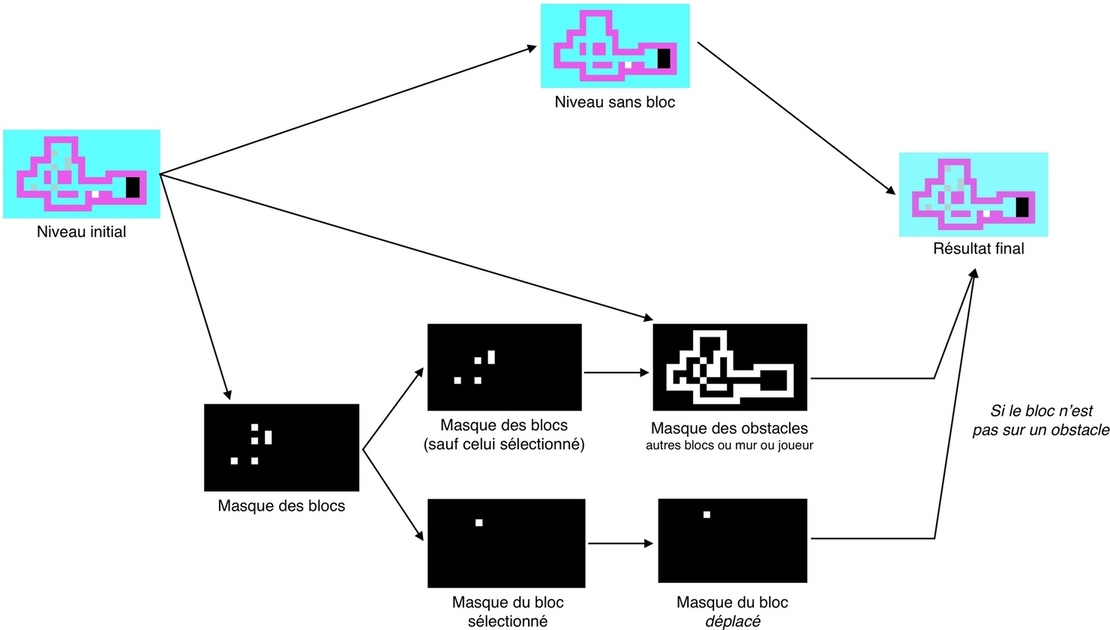 Niveau sans bloc
Niveau initial
Résultat final
Masque des blocs
(sauf celui sélectionné)
Masque des obstacles
autres blocs ou mur ou joueur
Si le bloc n'est
pas sur un obstacle
Masque des blocs
Masque du bloc
sélectionné
Masque du bloc
déplacé